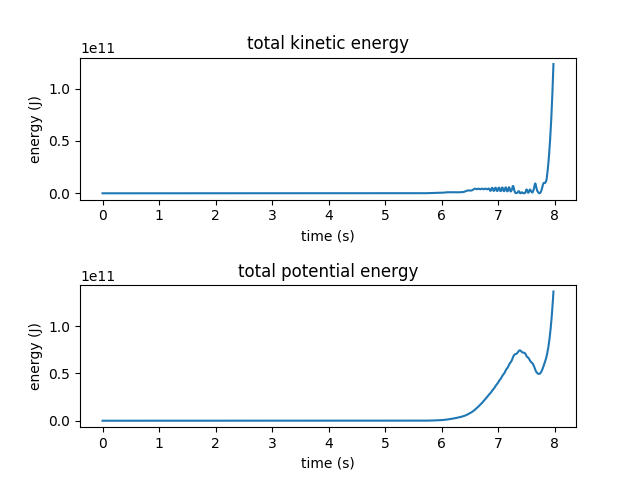 total kinetic energy
1e11
1.0
0.5
0.0
energy (J)
0 1 2 3 4 5 6 7 8
time (s)
total potential energy
1e11
1.0
0.5
0.0
energy (J)
0 1 2 3 4 5 6 7 8
time (s)